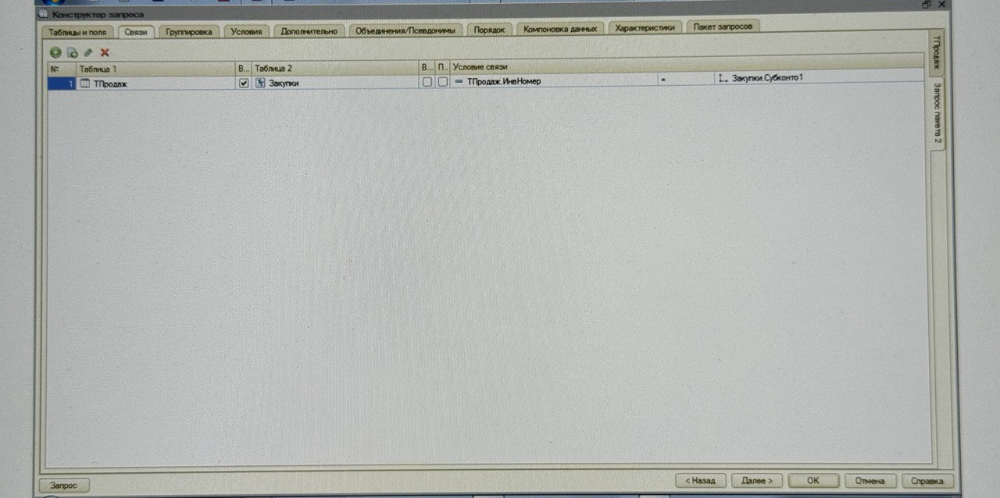 Конструктор запроса
Таблицы и поля Связи Группировка Условия Дополнительно Объединения/Псевдонимы Порядок Компоновка данных Характеристики Пакет запросов
№ Таблица 1 В... Таблица 2 В... П.. Условие связи
1 ТПродаж Закупки ТПродаж.ИнвНомер = Закупки.Субконто1
ТПродаж
Запрос пакета 2
Запрос < Назад Далее > OK Отмена Справка